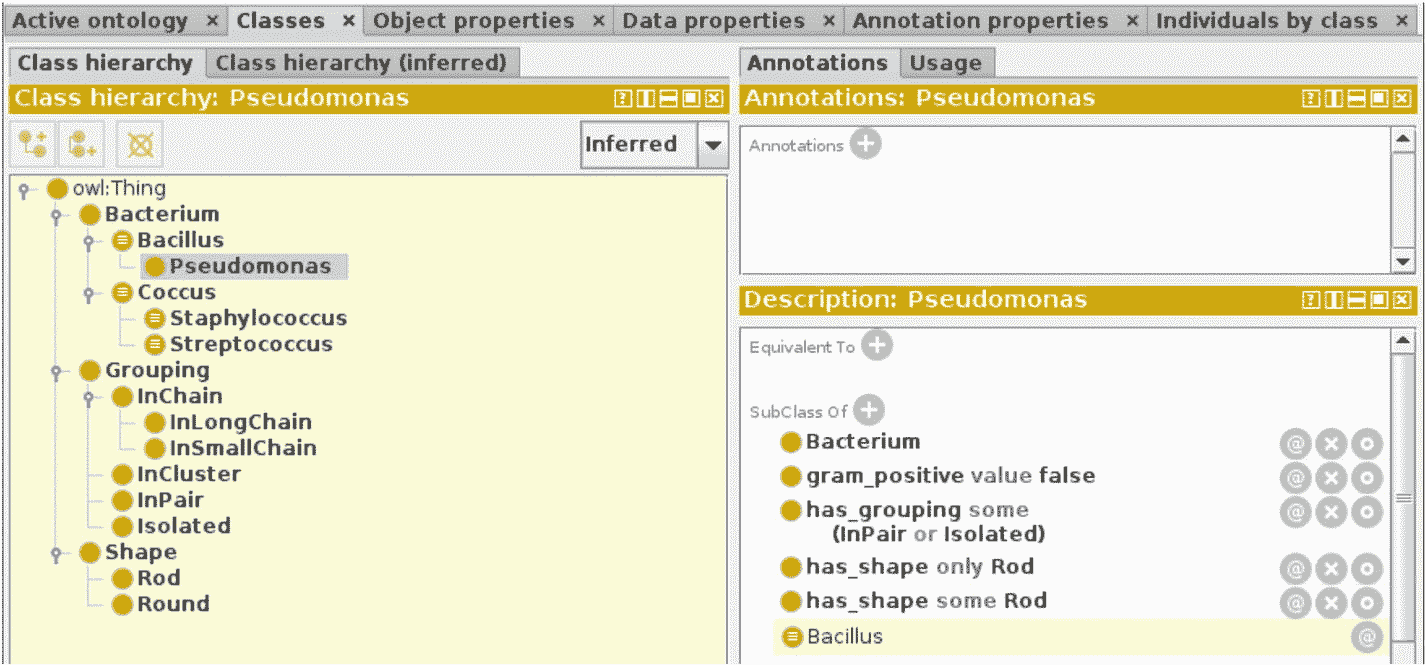 Active ontology × Classes × Object properties × Data properties × Annotation properties × Individuals by class ×
Class hierarchy Class hierarchy (inferred)
Class hierarchy: Pseudomonas
Inferred
owl:Thing
Bacterium
Bacillus
Pseudomonas
Coccus
Staphylococcus
Streptococcus
Grouping
InChain
InLongChain
InSmallChain
InCluster
InPair
Isolated
Shape
Rod
Round
Annotations Usage
Annotations: Pseudomonas
Annotations
Description: Pseudomonas
Equivalent To
SubClass Of
Bacterium
gram_positive value false
has_grouping some
(InPair or Isolated)
has_shape only Rod
has_shape some Rod
Bacillus